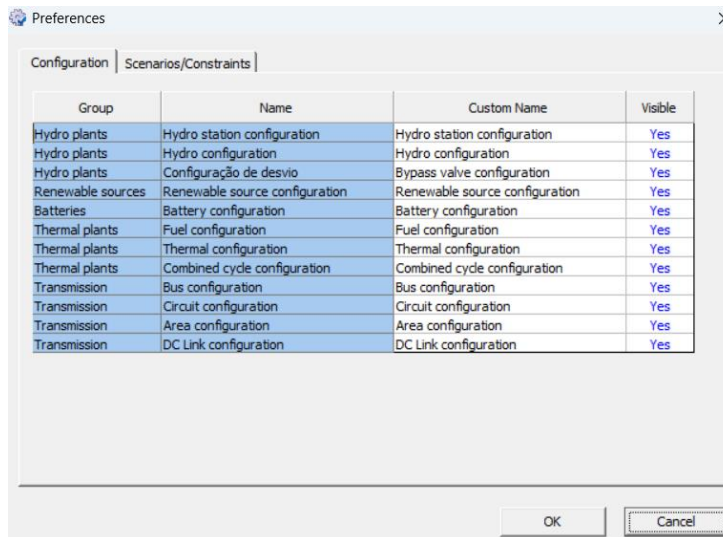 Preferences
Configuration Scenarios/Constraints
Group Name Custom Name Visible
Hydro plants Hydro station configuration Hydro station configuration Yes
Hydro plants Hydro configuration Hydro configuration Yes
Hydro plants Configuração de desvio Bypass valve configuration Yes
Renewable sources Renewable source configuration Renewable source configuration Yes
Batteries Battery configuration Battery configuration Yes
Thermal plants Fuel configuration Fuel configuration Yes
Thermal plants Thermal configuration Thermal configuration Yes
Thermal plants Combined cycle configuration Combined cycle configuration Yes
Transmission Bus configuration Bus configuration Yes
Transmission Circuit configuration Circuit configuration Yes
Transmission Area configuration Area configuration Yes
Transmission DC Link configuration DC Link configuration Yes
OK Cancel